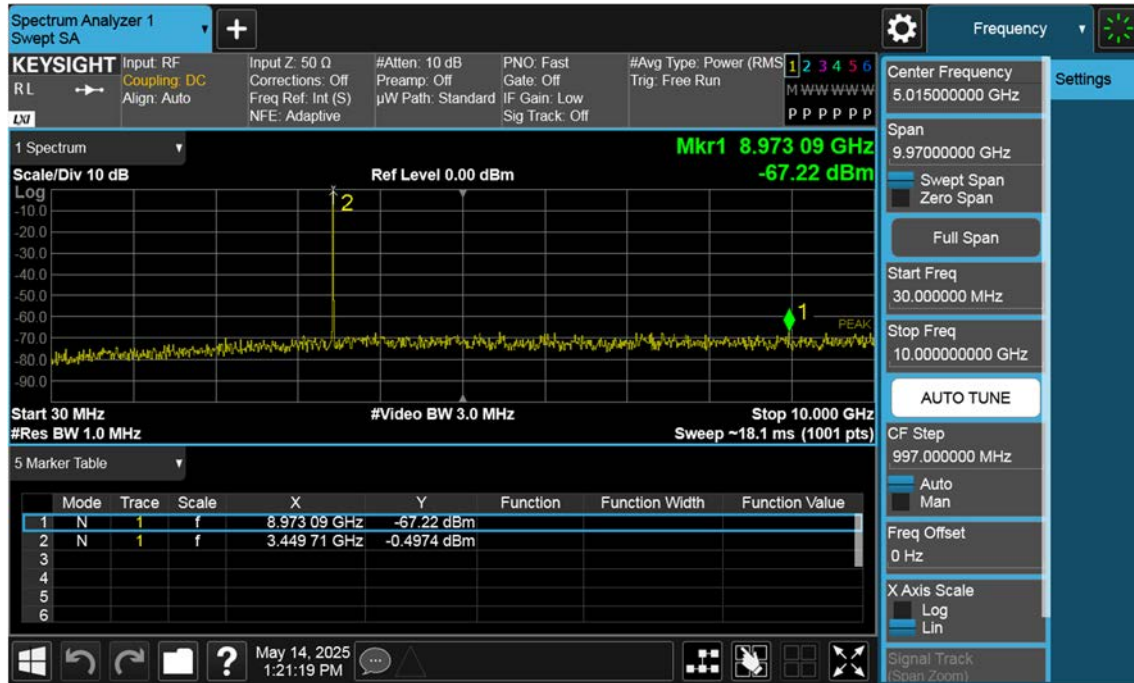 Spectrum Analyzer 1
Swept SA
Frequency
KEYSIGHT
RL
LXI
Input: RF
Coupling: DC
Align: Auto
Input Z: 50 Ω
Corrections: Off
Freq Ref: Int (S)
NFE: Adaptive
#Atten: 10 dB
Preamp: Off
µW Path: Standard
PNO: Fast
Gate: Off
IF Gain: Low
Sig Track: Off
#Avg Type: Power (RMS
Trig: Free Run
1 2 3 4 5 6
M W W W W W
P P P P P P
1 Spectrum
Mkr1 8.973 09 GHz
-67.22 dBm
Scale/Div 10 dB
Ref Level 0.00 dBm
Log
-10.0
-20.0
-30.0
-40.0
-50.0
-60.0
-70.0
-80.0
-90.0
2
1
PEAK
Start 30 MHz
#Video BW 3.0 MHz
Stop 10.000 GHz
#Res BW 1.0 MHz
Sweep ~18.1 ms (1001 pts)
5 Marker Table
Mode Trace Scale X Y Function Function Width Function Value
1 N 1 f 8.973 09 GHz -67.22 dBm
2 N 1 f 3.449 71 GHz -0.4974 dBm
3
4
5
6
May 14, 2025
1:21:19 PM
Center Frequency
5.015000000 GHz
Settings
Span
9.97000000 GHz
Swept Span
Zero Span
Full Span
Start Freq
30.000000 MHz
Stop Freq
10.000000000 GHz
AUTO TUNE
CF Step
997.000000 MHz
Auto
Man
Freq Offset
0 Hz
X Axis Scale
Log
Lin
Signal Track
(Span Zoom)